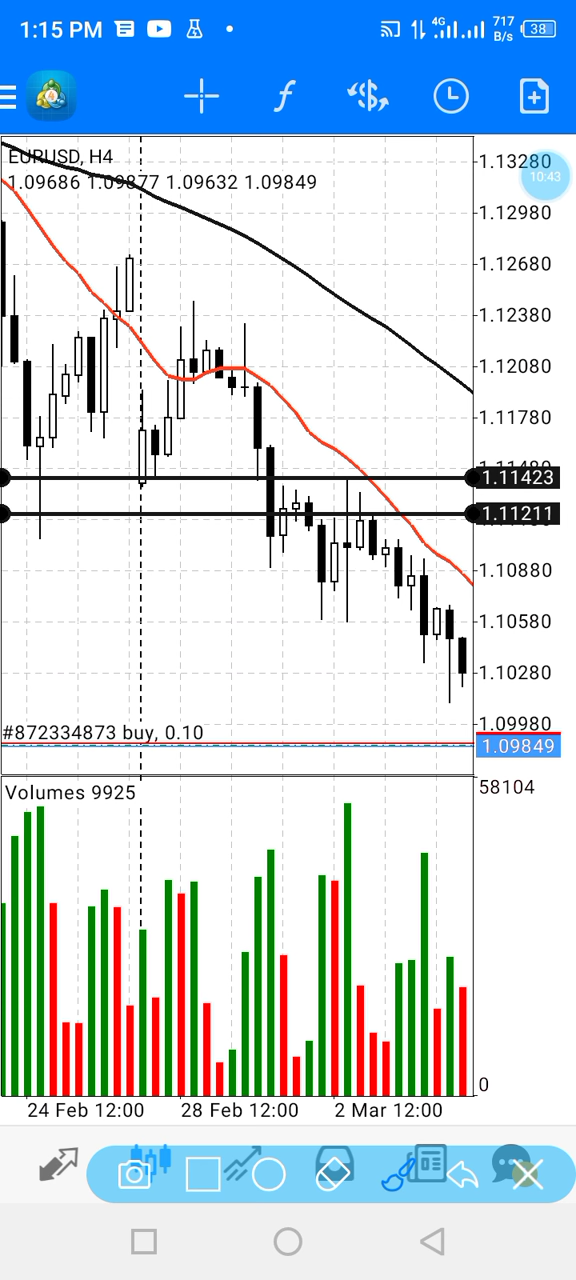 1:15 PM
4G
717
B/s
38
EURUSD, H4
1.09686 1.09877 1.09632 1.09849
1.13280
10:43
1.12980
1.12680
1.12380
1.12080
1.11780
1.11423
1.11211
1.10880
1.10580
1.10280
#872334873 buy, 0.10
1.09980
1.09849
Volumes 9925
58104
0
24 Feb 12:00
28 Feb 12:00
2 Mar 12:00